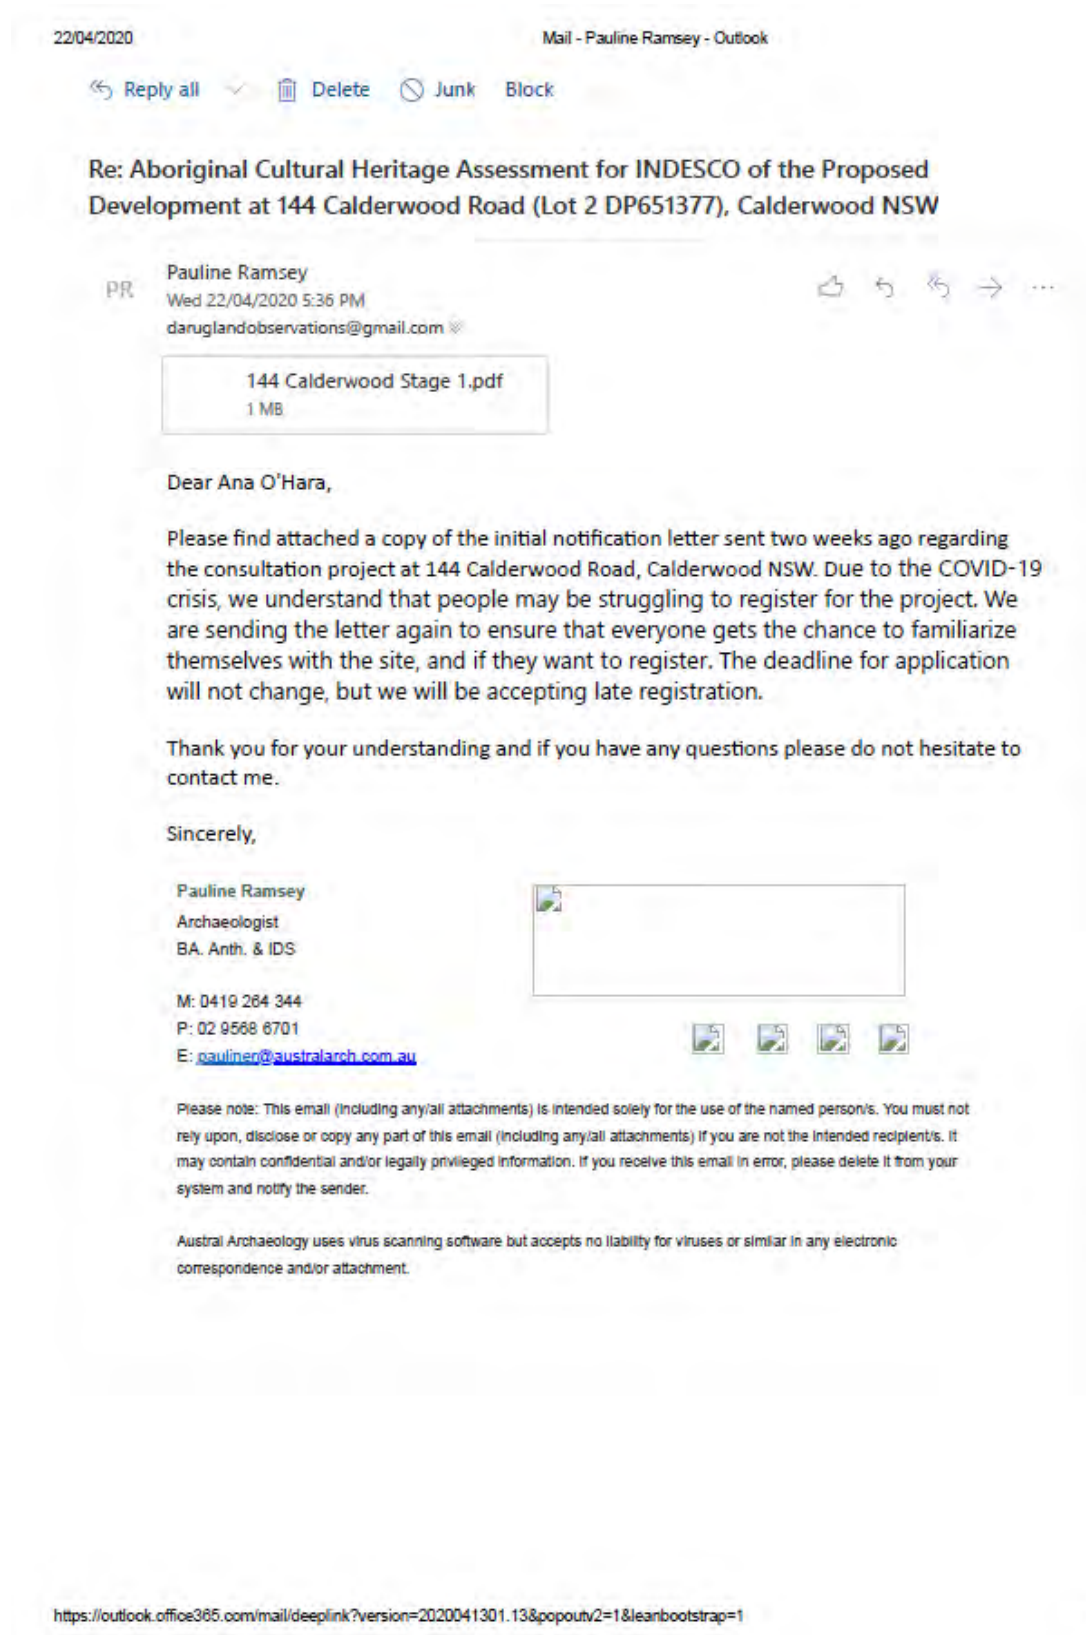 22/04/2020
Mail - Pauline Ramsey - Outlook
Reply all
Delete
Junk
Block
Re: Aboriginal Cultural Heritage Assessment for INDESCO of the Proposed
Development at 144 Calderwood Road (Lot 2 DP651377), Calderwood NSW
PR
Pauline Ramsey
Wed 22/04/2020 5:36 PM
daruglandobservations@gmail.com
144 Calderwood Stage 1.pdf
1 MB
Dear Ana O'Hara,
Please find attached a copy of the initial notification letter sent two weeks ago regarding
the consultation project at 144 Calderwood Road, Calderwood NSW. Due to the COVID-19
crisis, we understand that people may be struggling to register for the project. We
are sending the letter again to ensure that everyone gets the chance to familiarize
themselves with the site, and if they want to register. The deadline for application
will not change, but we will be accepting late registration.
Thank you for your understanding and if you have any questions please do not hesitate to
contact me.
Sincerely,
Pauline Ramsey
Archaeologist
BA. Anth. & IDS
M: 0419 264 344
P: 02 9568 6701
E: pauliner@australarch.com.au
Please note: This email (including any/all attachments) is intended solely for the use of the named person/s. You must not
rely upon, disclose or copy any part of this email (including any/all attachments) if you are not the intended recipient/s. It
may contain confidential and/or legally privileged information. If you receive this email in error, please delete it from your
system and notify the sender.
Austral Archaeology uses virus scanning software but accepts no liability for viruses or similar in any electronic
correspondence and/or attachment.
https://outlook.office365.com/mail/deeplink?version=2020041301.13&popoutv2=1&leanbootstrap=1